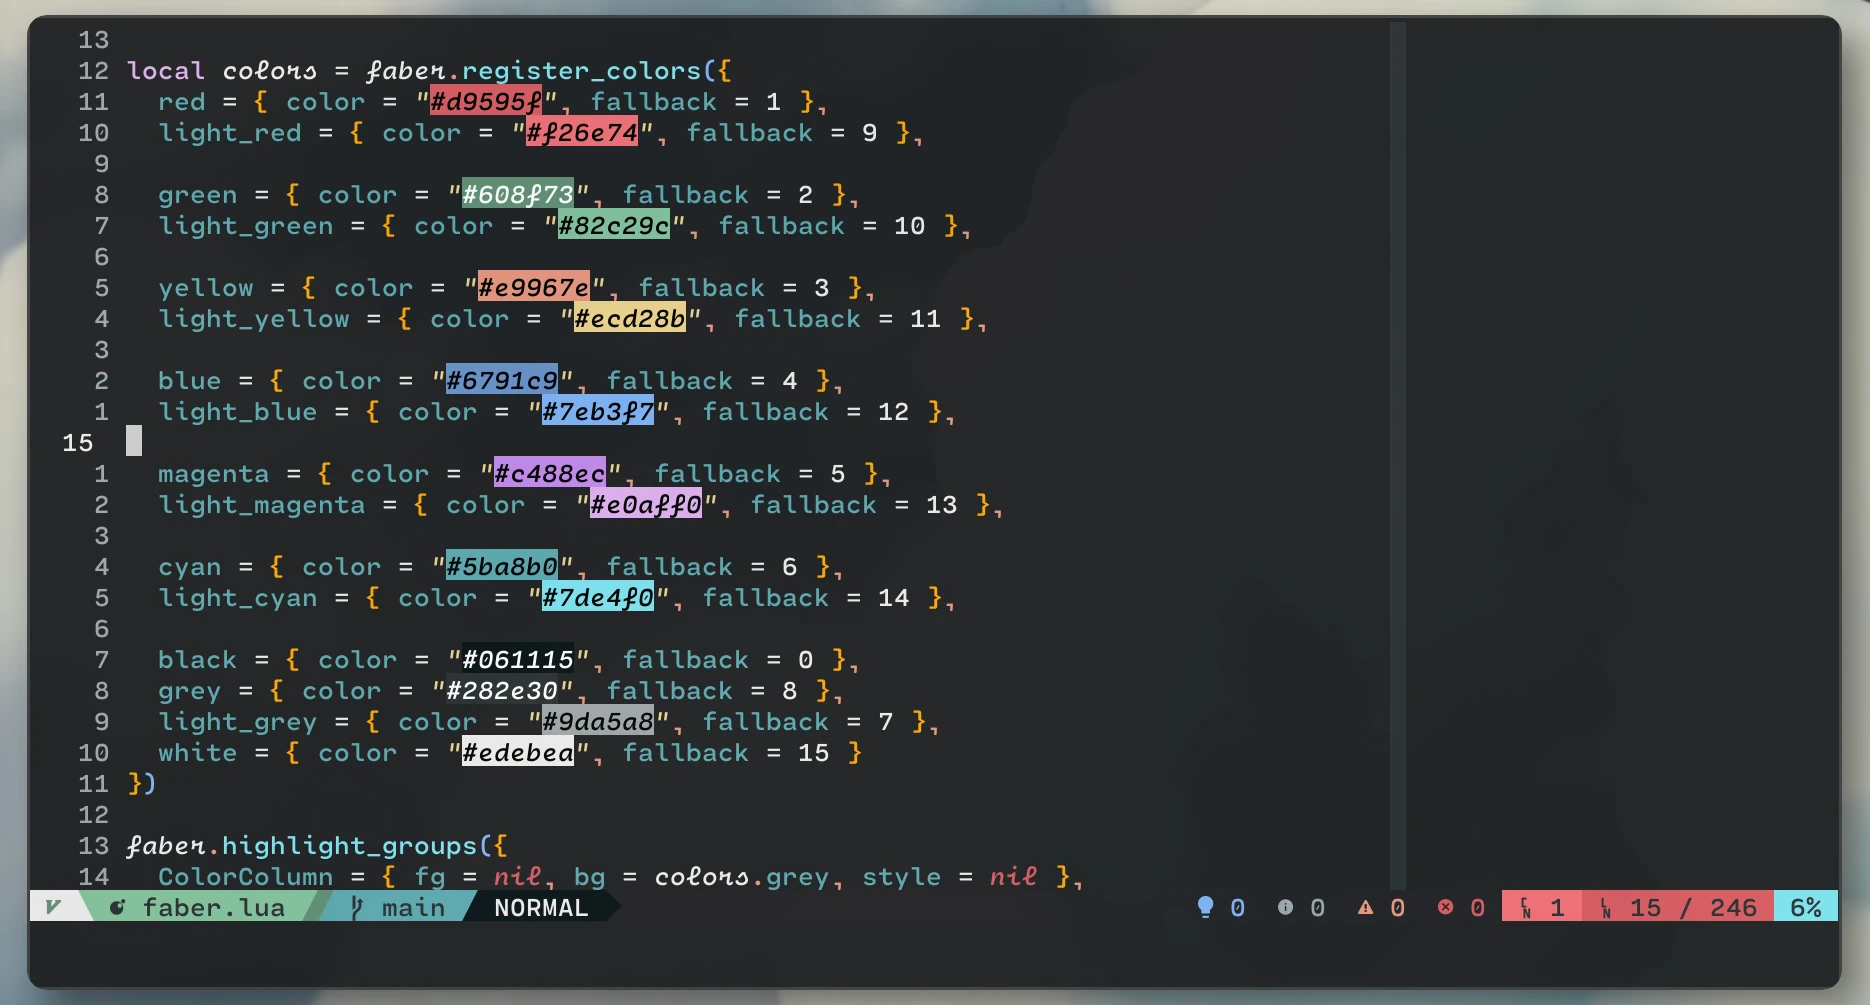 13
12 local colors = faber.register_colors({
11   red = { color = "#d9595f", fallback = 1 },
10   light_red = { color = "#f26e74", fallback = 9 },
9
8   green = { color = "#608f73", fallback = 2 },
7   light_green = { color = "#82c29c", fallback = 10 },
6
5   yellow = { color = "#e9967e", fallback = 3 },
4   light_yellow = { color = "#ecd28b", fallback = 11 },
3
2   blue = { color = "#6791c9", fallback = 4 },
1   light_blue = { color = "#7eb3f7", fallback = 12 },
15
1   magenta = { color = "#c488ec", fallback = 5 },
2   light_magenta = { color = "#e0aff0", fallback = 13 },
3
4   cyan = { color = "#5ba8b0", fallback = 6 },
5   light_cyan = { color = "#7de4f0", fallback = 14 },
6
7   black = { color = "#061115", fallback = 0 },
8   grey = { color = "#282e30", fallback = 8 },
9   light_grey = { color = "#9da5a8", fallback = 7 },
10   white = { color = "#edebea", fallback = 15 }
11 })
12
13 faber.highlight_groups({
14   ColorColumn = { fg = nil, bg = colors.grey, style = nil },
V faber.lua main NORMAL 0 0 0 0 CN 1 LN 15 / 246 6%